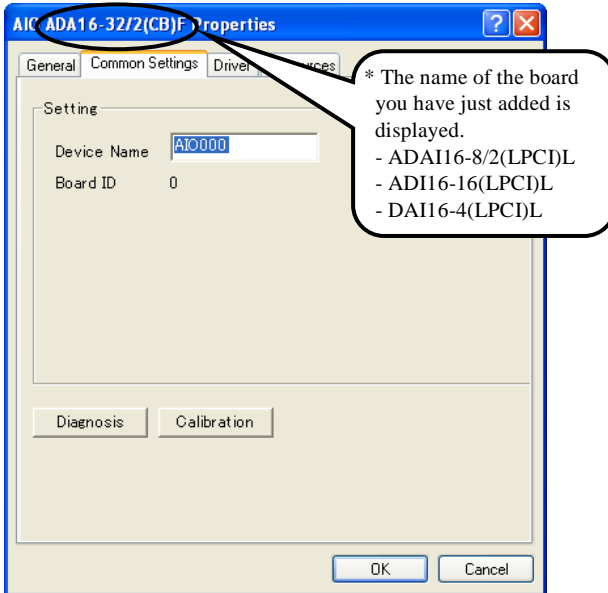 AIO ADA16-32/2(CB)F Properties
General Common Settings Driver
* The name of the board
you have just added is
displayed.
- ADAI16-8/2(LPCI)L
- ADI16-16(LPCI)L
- DAI16-4(LPCI)L
Setting
Device Name AIO000
Board ID 0
Diagnosis Calibration
OK Cancel